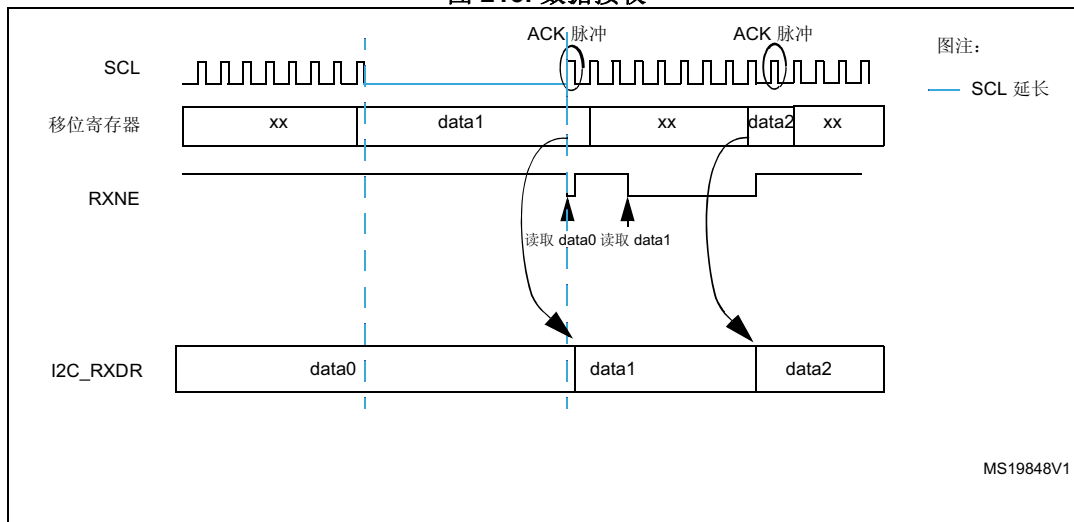 ACK 脉冲
ACK 脉冲
图注:
SCL
SCL 延长
移位寄存器
xx
data1
xx
data2
xx
RXNE
读取 data0 读取 data1
I2C_RXDR
data0
data1
data2
MS19848V1